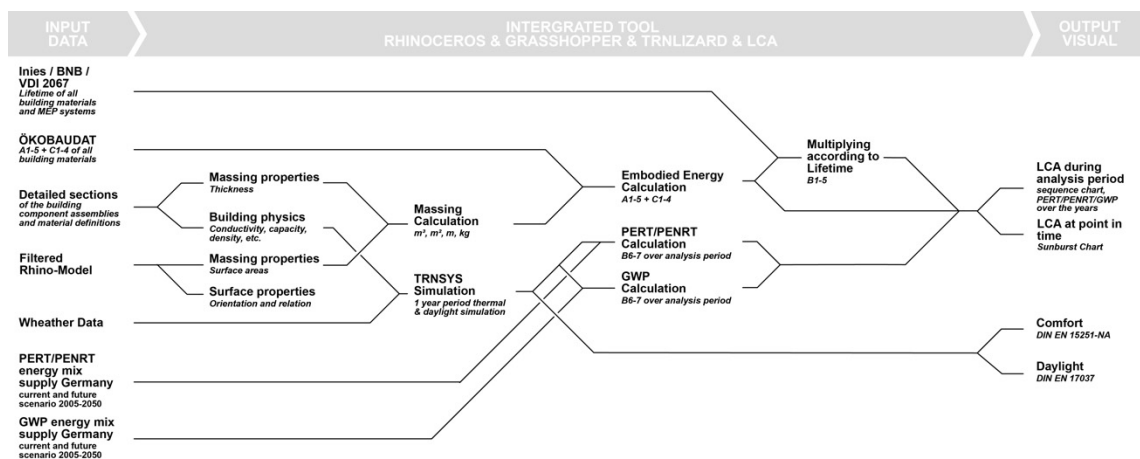 INPUT
DATA
INTERGRATED TOOL
RHINOCEROS & GRASSHOPPER & TRNLIZARD & LCA
OUTPUT
VISUAL
Inies / BNB /
VDI 2067
Lifetime of all
building materials
and MEP systems
ÖKOBAUDAT
A1-5 + C1-4 of all
building materials
Detailed sections
of the building
component assemblies
and material definitions
Filtered
Rhino-Model
Wheather Data
PERT/PENRT
energy mix
supply Germany
current and future
scenario 2005-2050
GWP energy mix
supply Germany
current and future
scenario 2005-2050
Massing properties
Thickness
Building physics
Conductivity, capacity,
density, etc.
Massing properties
Surface areas
Surface properties
Orientation and relation
Massing
Calculation
m³, m², m, kg
TRNSYS
Simulation
1 year period thermal
& daylight simulation
Embodied Energy
Calculation
A1-5 + C1-4
PERT/PENRT
Calculation
B6-7 over analysis period
GWP
Calculation
B6-7 over analysis period
Multiplying
according to
Lifetime
B1-5
LCA during
analysis period
sequence chart,
PERT/PENRT/GWP
over the years
LCA at point in
time
Sunburst Chart
Comfort
DIN EN 15251-NA
Daylight
DIN EN 17037